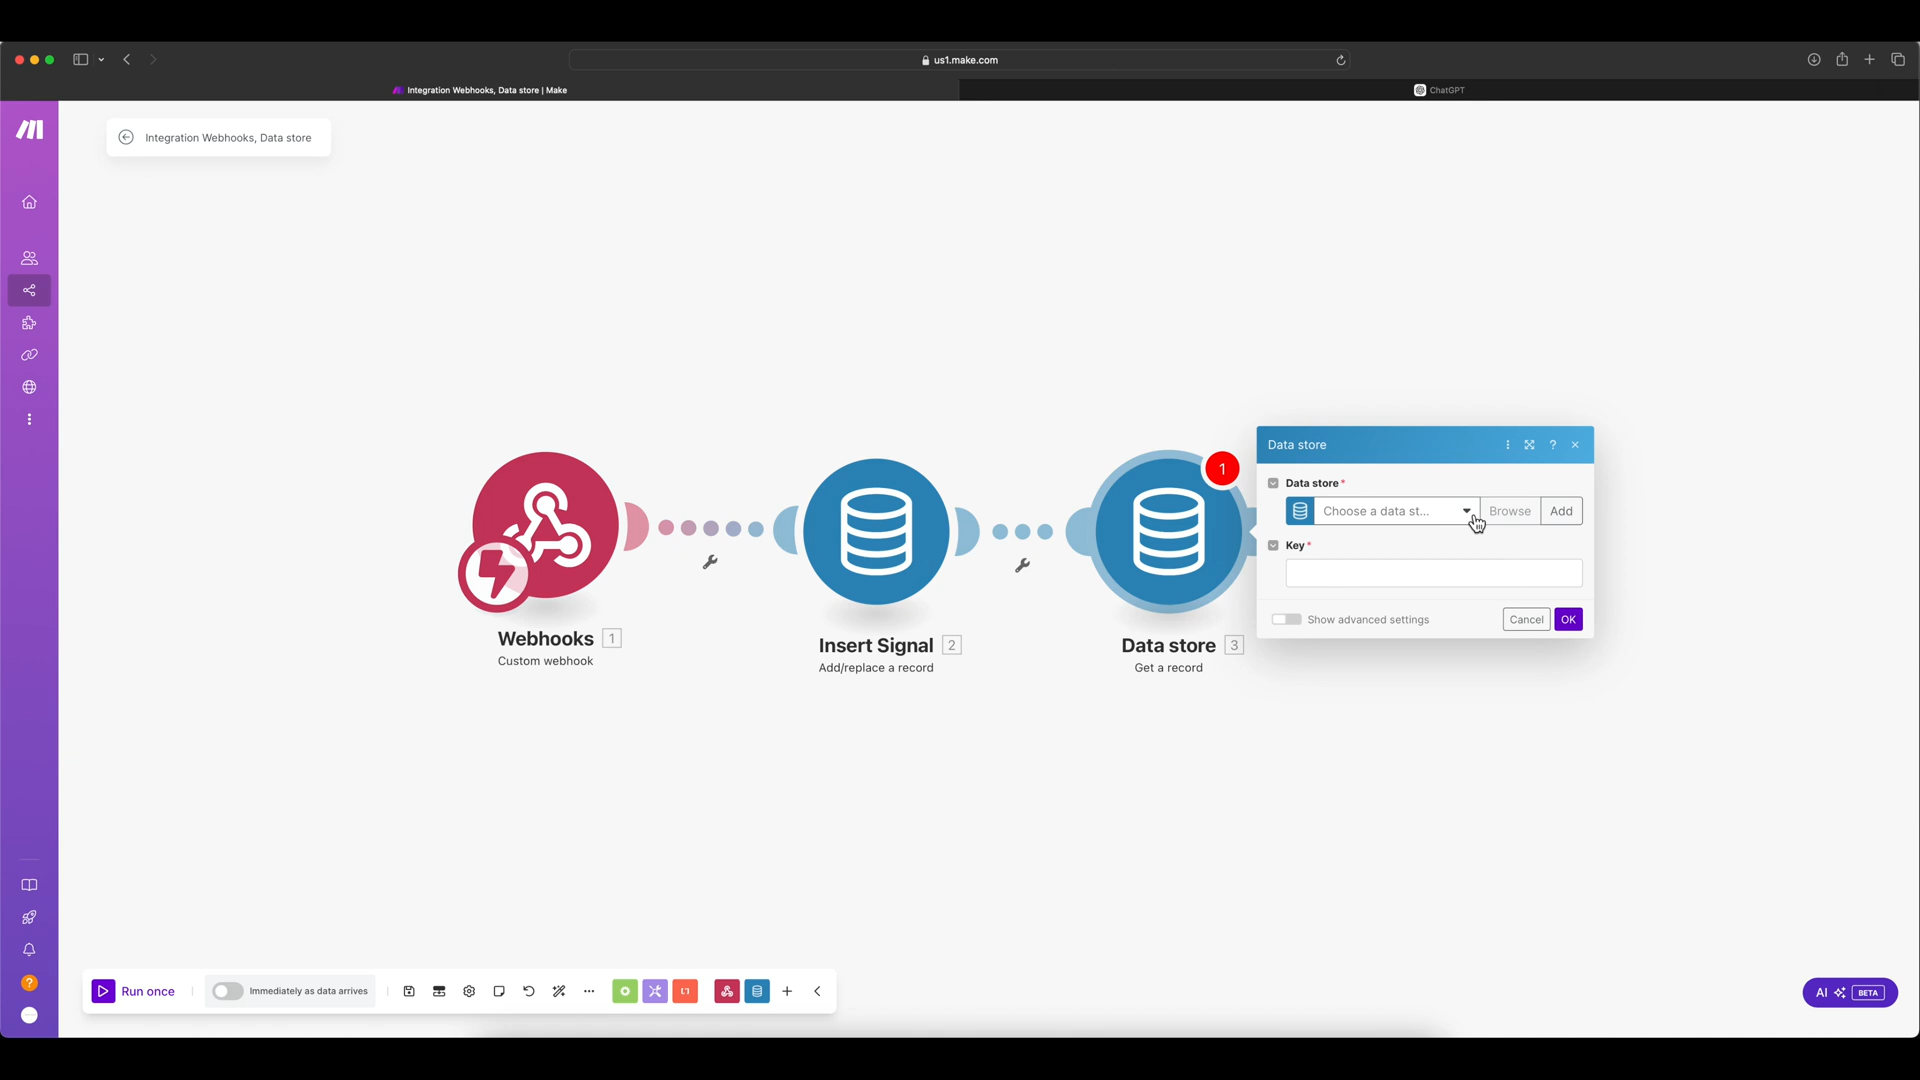 us1.make.com
Integration Webhooks, Data store | Make
ChatGPT
Integration Webhooks, Data store
1
Data store
Data store *
Choose a data st...
Browse
Add
Key *
Show advanced settings
Cancel
OK
Webhooks 1
Custom webhook
Insert Signal 2
Add/replace a record
Data store 3
Get a record
Run once
Immediately as data arrives
AI BETA